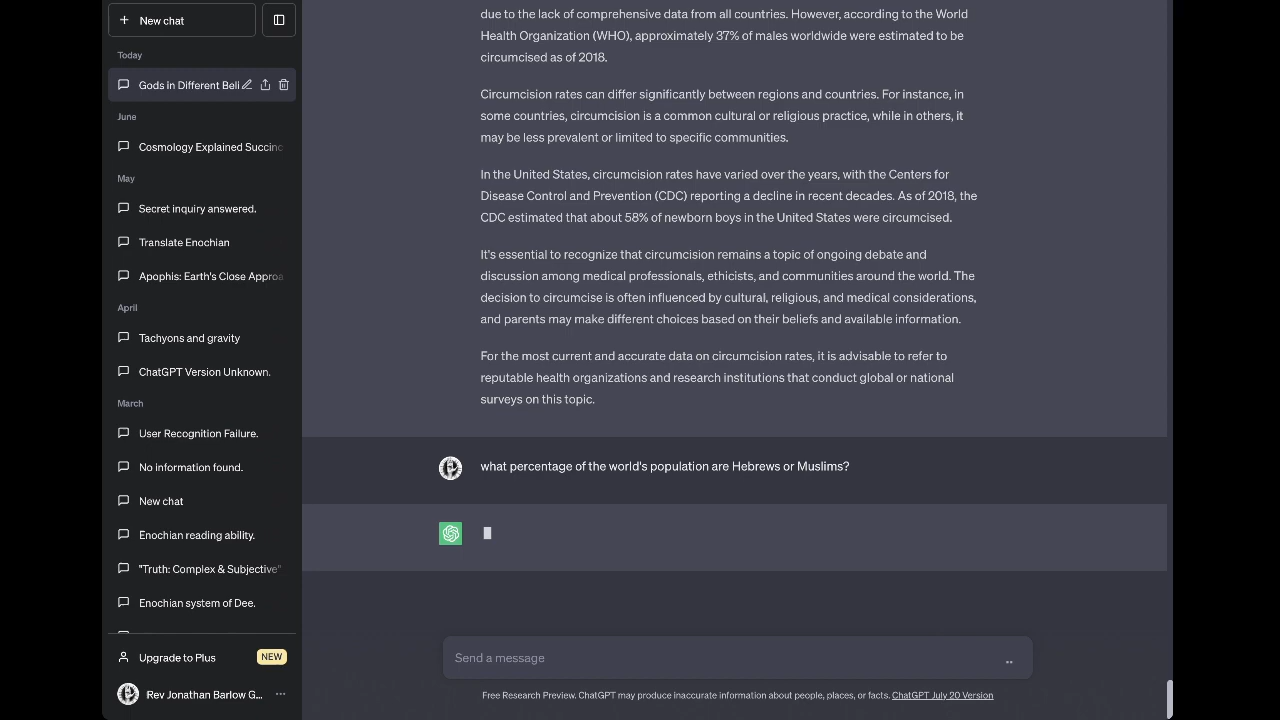 New chat
Today
Gods in Different Beli
June
Cosmology Explained Succinc
May
Secret inquiry answered.
Translate Enochian
Apophis: Earth's Close Approa
April
Tachyons and gravity
ChatGPT Version Unknown.
March
User Recognition Failure.
No information found.
New chat
Enochian reading ability.
"Truth: Complex & Subjective"
Enochian system of Dee.
Upgrade to Plus NEW
Rev Jonathan Barlow G...
due to the lack of comprehensive data from all countries. However, according to the World
Health Organization (WHO), approximately 37% of males worldwide were estimated to be
circumcised as of 2018.
Circumcision rates can differ significantly between regions and countries. For instance, in
some countries, circumcision is a common cultural or religious practice, while in others, it
may be less prevalent or limited to specific communities.
In the United States, circumcision rates have varied over the years, with the Centers for
Disease Control and Prevention (CDC) reporting a decline in recent decades. As of 2018, the
CDC estimated that about 58% of newborn boys in the United States were circumcised.
It's essential to recognize that circumcision remains a topic of ongoing debate and
discussion among medical professionals, ethicists, and communities around the world. The
decision to circumcise is often influenced by cultural, religious, and medical considerations,
and parents may make different choices based on their beliefs and available information.
For the most current and accurate data on circumcision rates, it is advisable to refer to
reputable health organizations and research institutions that conduct global or national
surveys on this topic.
what percentage of the world's population are Hebrews or Muslims?
Send a message
Free Research Preview. ChatGPT may produce inaccurate information about people, places, or facts. ChatGPT July 20 Version